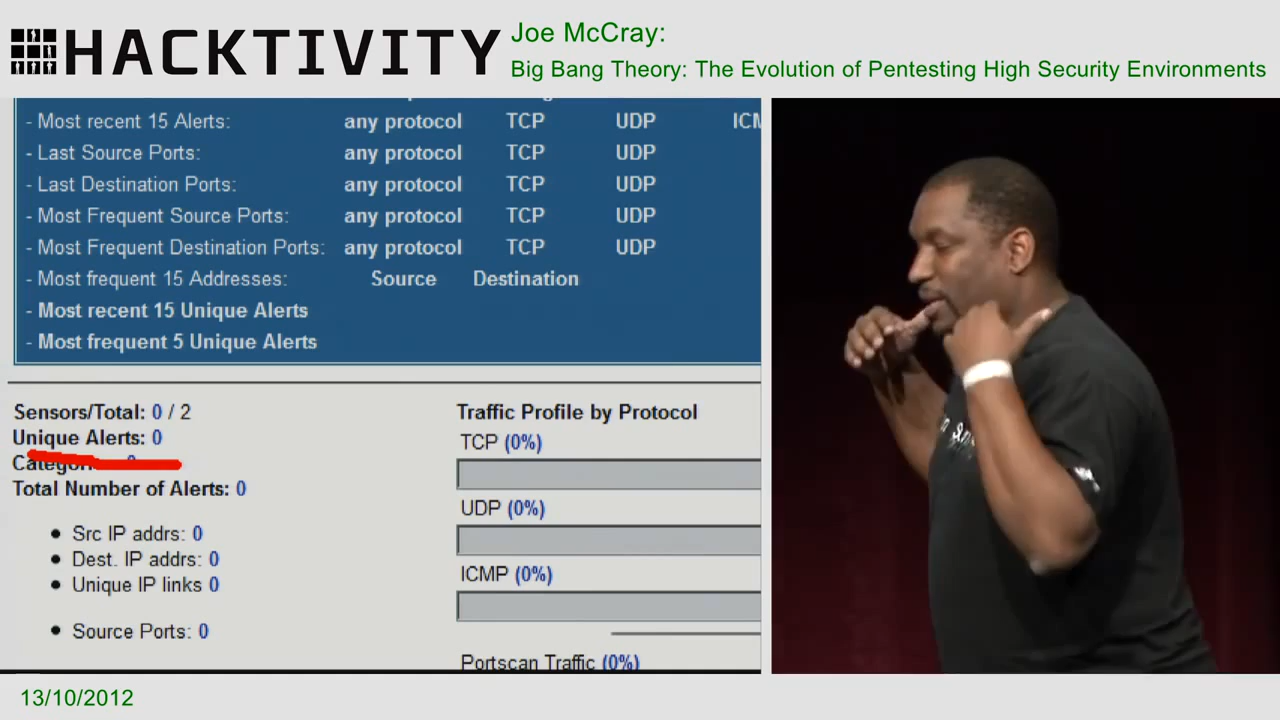 HACKTIVITY
Joe McCray:
Big Bang Theory: The Evolution of Pentesting High Security Environments
- Most recent 15 Alerts: any protocol TCP UDP ICM
- Last Source Ports: any protocol TCP UDP
- Last Destination Ports: any protocol TCP UDP
- Most Frequent Source Ports: any protocol TCP UDP
- Most Frequent Destination Ports: any protocol TCP UDP
- Most frequent 15 Addresses: Source Destination
- Most recent 15 Unique Alerts
- Most frequent 5 Unique Alerts
Sensors/Total: 0 / 2
Unique Alerts: 0
Total Number of Alerts: 0
• Src IP addrs: 0
• Dest. IP addrs: 0
• Unique IP links 0
• Source Ports: 0
Traffic Profile by Protocol
TCP (0%)
UDP (0%)
ICMP (0%)
Portscan Traffic (0%)
13/10/2012